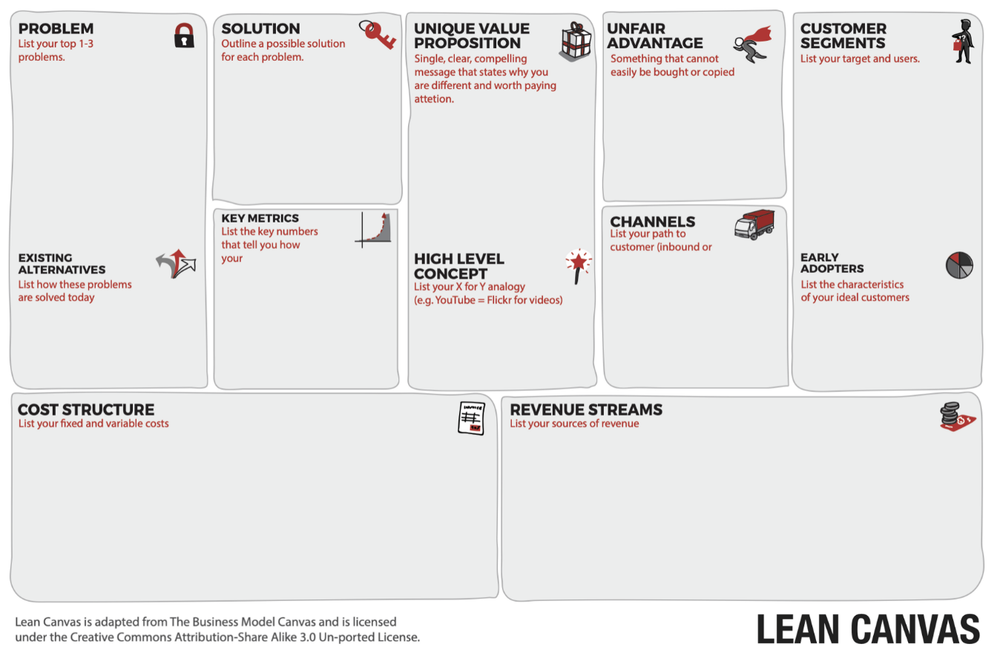 PROBLEM
List your top 1-3
problems.
EXISTING
ALTERNATIVES
List how these problems
are solved today
SOLUTION
Outline a possible solution
for each problem.
KEY METRICS
List the key numbers
that tell you how
your
UNIQUE VALUE
PROPOSITION
Single, clear, compelling
message that states why you
are different and worth paying
attetion.
HIGH LEVEL
CONCEPT
List your X for Y analogy
(e.g. YouTube = Flickr for videos)
UNFAIR
ADVANTAGE
Something that cannot
easily be bought or copied
CHANNELS
List your path to
customer (inbound or
CUSTOMER
SEGMENTS
List your target and users.
EARLY
ADOPTERS
List the characteristics
of your ideal customers
COST STRUCTURE
List your fixed and variable costs
INVOICE
REVENUE STREAMS
List your sources of revenue
Lean Canvas is adapted from The Business Model Canvas and is licensed
under the Creative Commons Attribution-Share Alike 3.0 Un-ported License.
LEAN CANVAS